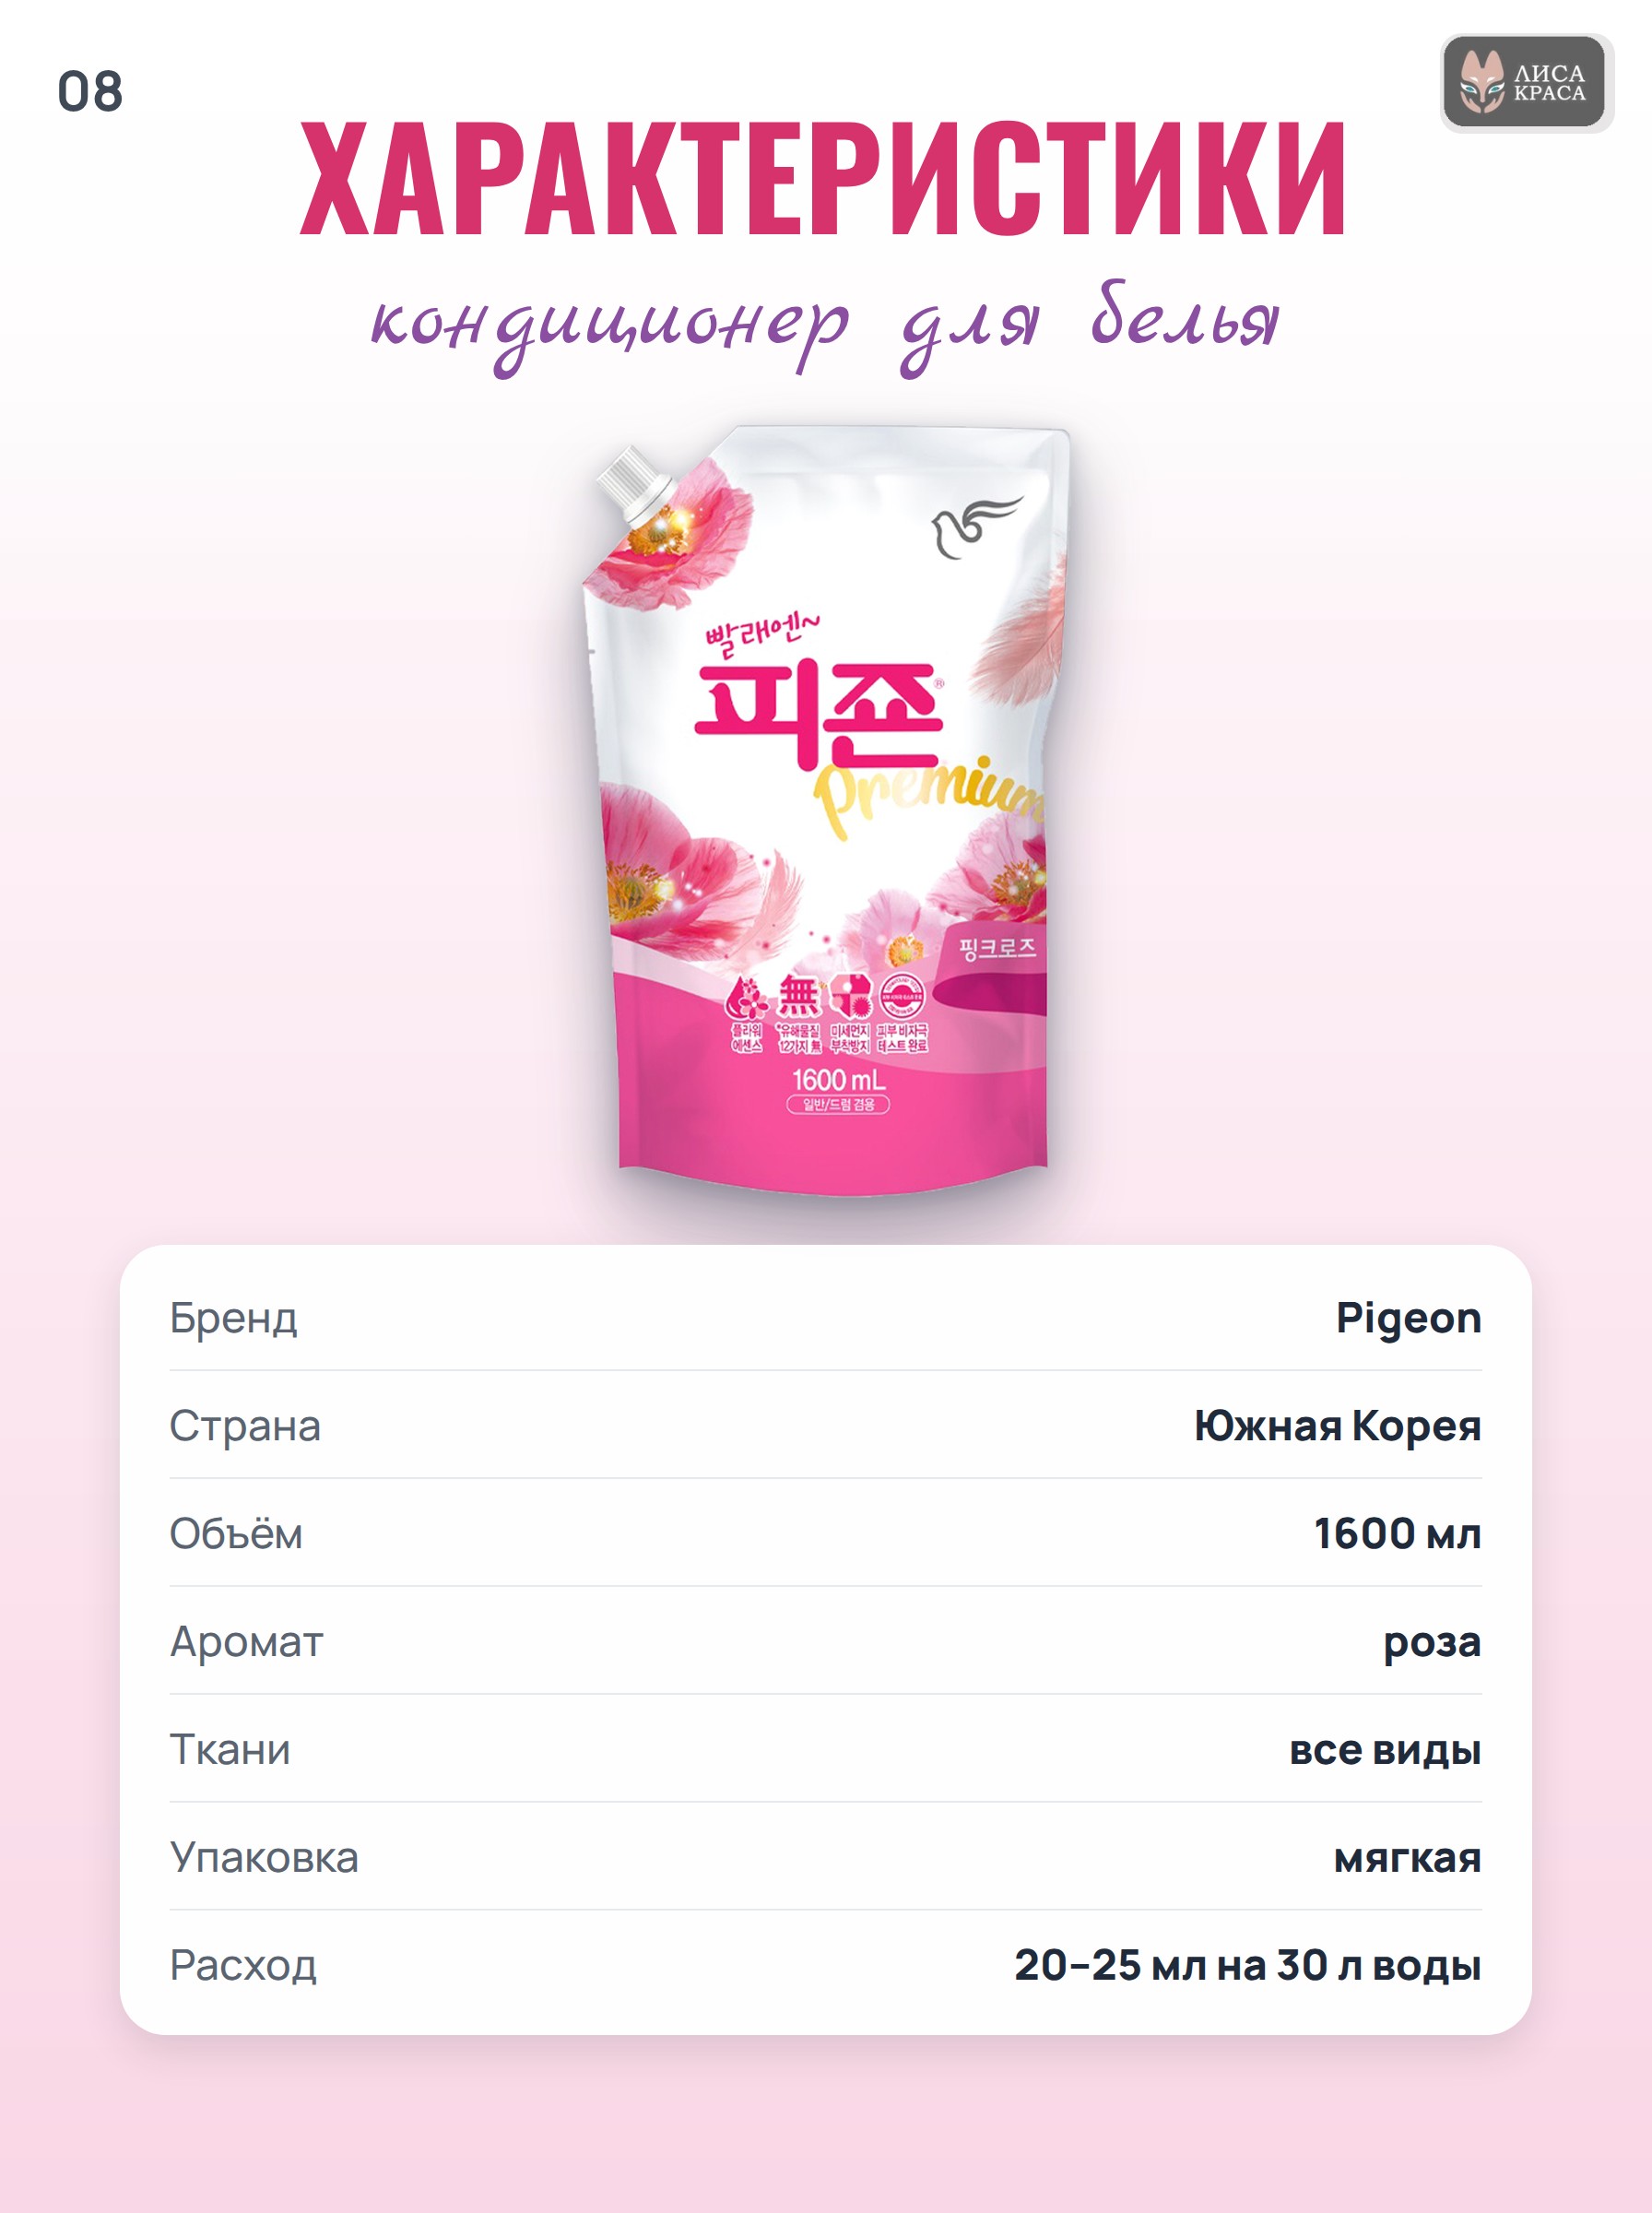 08
ЛИСА
КРАСА
ХАРАКТЕРИСТИКИ
кондиционер для белья
빨래엔~
피죤®
Premium
핑크로즈
無
플라워
에센스
*유해물질
12가지 無
미세먼지
부착방지
피부 비자극
테스트 완료
1600 mL
일반/드럼 겸용
Бренд Pigeon
Страна Южная Корея
Объём 1600 мл
Аромат роза
Ткани все виды
Упаковка мягкая
Расход 20–25 мл на 30 л воды